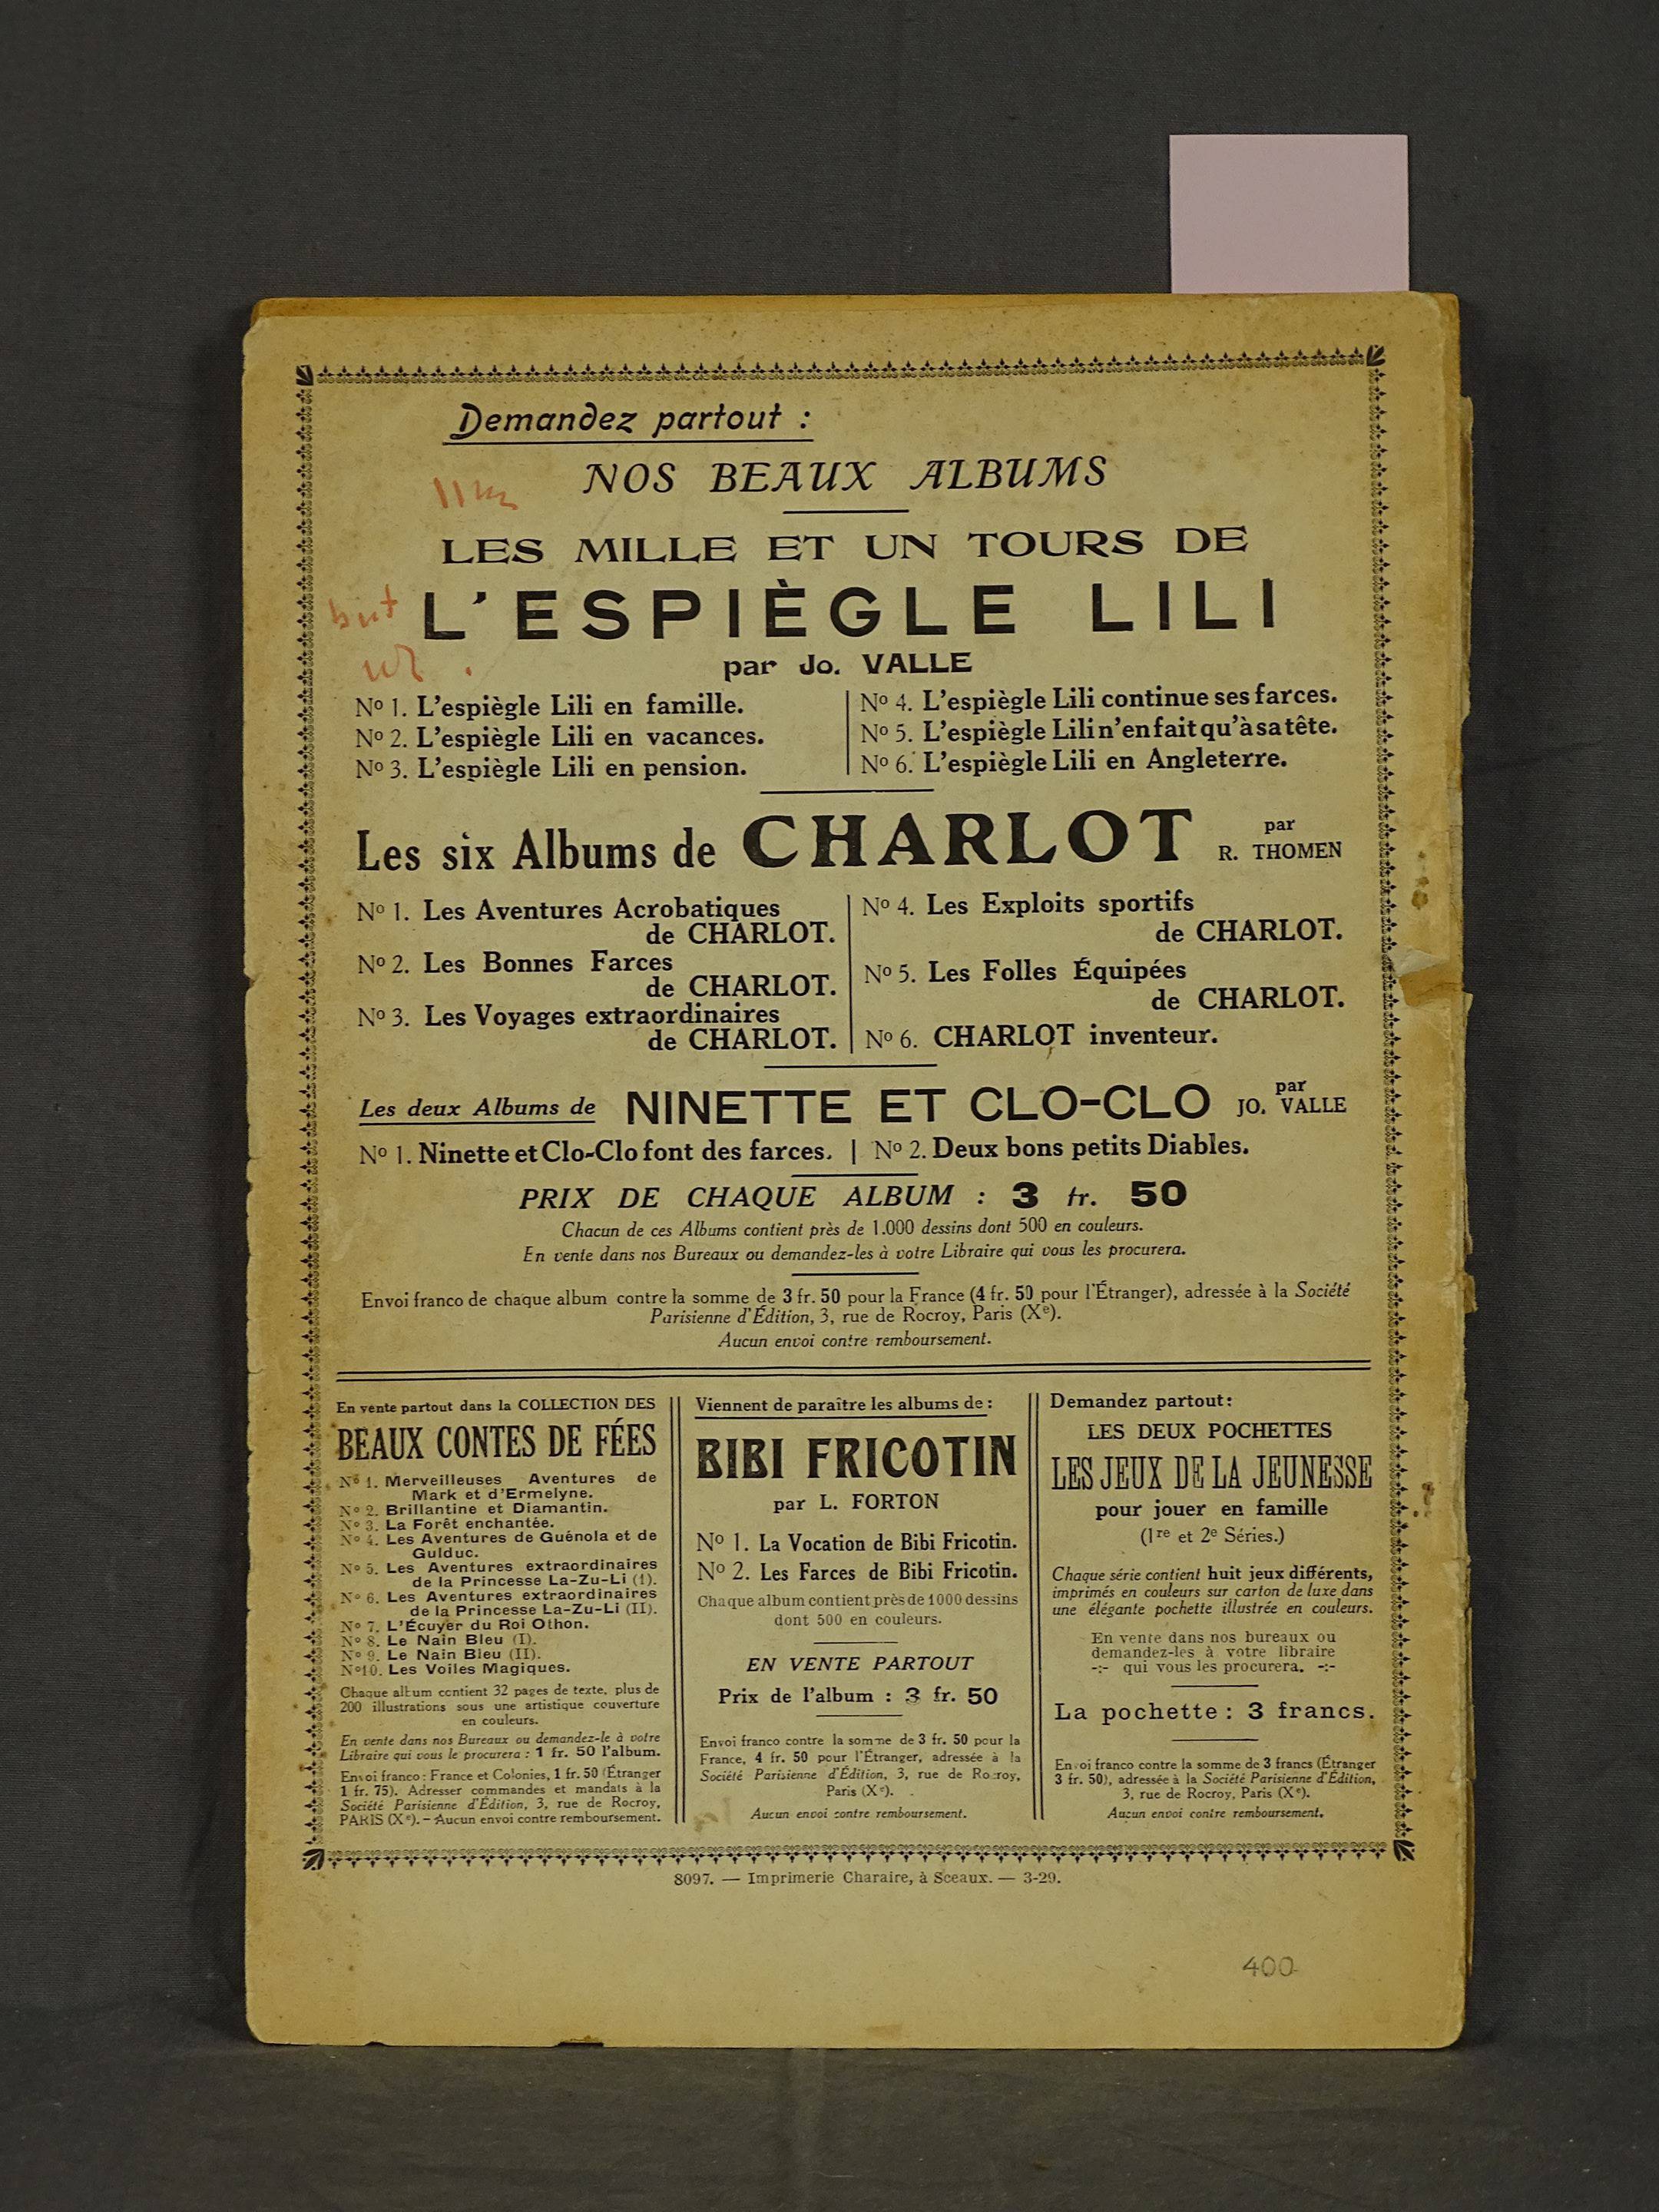 Demandez partout :
NOS BEAUX ALBUMS
LES MILLE ET UN TOURS DE
L'ESPIÈGLE LILI
par Jo. VALLE
Nº 1. L'espiègle Lili en famille.
Nº 2. L'espiègle Lili en vacances.
Nº 3. L'espiègle Lili en pension.
Nº 4. L'espiègle Lili continue ses farces.
Nº 5. L'espiègle Lili n'en fait qu'à sa tête.
Nº 6. L'espiègle Lili en Angleterre.
Les six Albums de CHARLOT par
R. THOMEN
Nº 1. Les Aventures Acrobatiques
de CHARLOT.
Nº 2. Les Bonnes Farces
de CHARLOT.
Nº 3. Les Voyages extraordinaires
de CHARLOT.
Nº 4. Les Exploits sportifs
de CHARLOT.
Nº 5. Les Folles Équipées
de CHARLOT.
Nº 6. CHARLOT inventeur.
Les deux Albums de NINETTE ET CLO-CLO par
JO. VALLE
Nº 1. Ninette et Clo-Clo font des farces. | Nº 2. Deux bons petits Diables.
PRIX DE CHAQUE ALBUM : 3 fr. 50
Chacun de ces Albums contient près de 1.000 dessins dont 500 en couleurs.
En vente dans nos Bureaux ou demandez-les à votre Libraire qui vous les procurera.
Envoi franco de chaque album contre la somme de 3 fr. 50 pour la France (4 fr. 50 pour l'Étranger), adressée à la Société
Parisienne d'Édition, 3, rue de Rocroy, Paris (Xe).
Aucun envoi contre remboursement.
En vente partout dans la COLLECTION DES
BEAUX CONTES DE FÉES
Nº 1. Merveilleuses Aventures de
Mark et d'Ermelyne.
Nº 2. Brillantine et Diamantin.
Nº 3. La Forêt enchantée.
Nº 4. Les Aventures de Guénola et de
Gulduc.
Nº 5. Les Aventures extraordinaires
de la Princesse La-Zu-Li (I).
Nº 6. Les Aventures extraordinaires
de la Princesse La-Zu-Li (II).
Nº 7. L'Écuyer du Roi Othon.
Nº 8. Le Nain Bleu (I).
Nº 9. Le Nain Bleu (II).
Nº 10. Les Voiles Magiques.
Chaque album contient 32 pages de texte, plus de
200 illustrations sous une artistique couverture
en couleurs.
En vente dans nos Bureaux ou demandez-le à votre
Libraire qui vous le procurera : 1 fr. 50 l'album.
Envoi franco : France et Colonies, 1 fr. 50 (Étranger
1 fr. 75). Adresser commandes et mandats à la
Société Parisienne d'Édition, 3, rue de Rocroy,
PARIS (Xe). — Aucun envoi contre remboursement.
Viennent de paraître les albums de :
BIBI FRICOTIN
par L. FORTON
Nº 1. La Vocation de Bibi Fricotin.
Nº 2. Les Farces de Bibi Fricotin.
Chaque album contient près de 1000 dessins
dont 500 en couleurs.
EN VENTE PARTOUT
Prix de l'album : 3 fr. 50
Envoi franco contre la somme de 3 fr. 50 pour la
France, 4 fr. 50 pour l'Étranger, adressée à la
Société Parisienne d'Édition, 3, rue de Rocroy,
Paris (Xe).
Aucun envoi contre remboursement.
Demandez partout:
LES DEUX POCHETTES
LES JEUX DE LA JEUNESSE
pour jouer en famille
(1re et 2e Séries.)
Chaque série contient huit jeux différents,
imprimés en couleurs sur carton de luxe dans
une élégante pochette illustrée en couleurs.
En vente dans nos bureaux ou
demandez-les à votre libraire
-:- qui vous les procurera. -:-
La pochette : 3 francs.
Envoi franco contre la somme de 3 francs (Étranger
3 fr. 50), adressée à la Société Parisienne d'Édition,
3, rue de Rocroy, Paris (Xe).
Aucun envoi contre remboursement.
8097. — Imprimerie Charaire, à Sceaux. — 3-29.
400